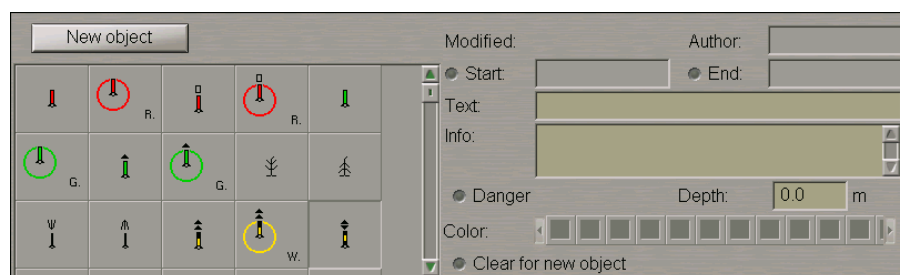 New object
Modified: Author:
Start: End:
R. R.
Text:
Info:
G. G.
Danger Depth: 0.0 m
Color:
W.
Clear for new object